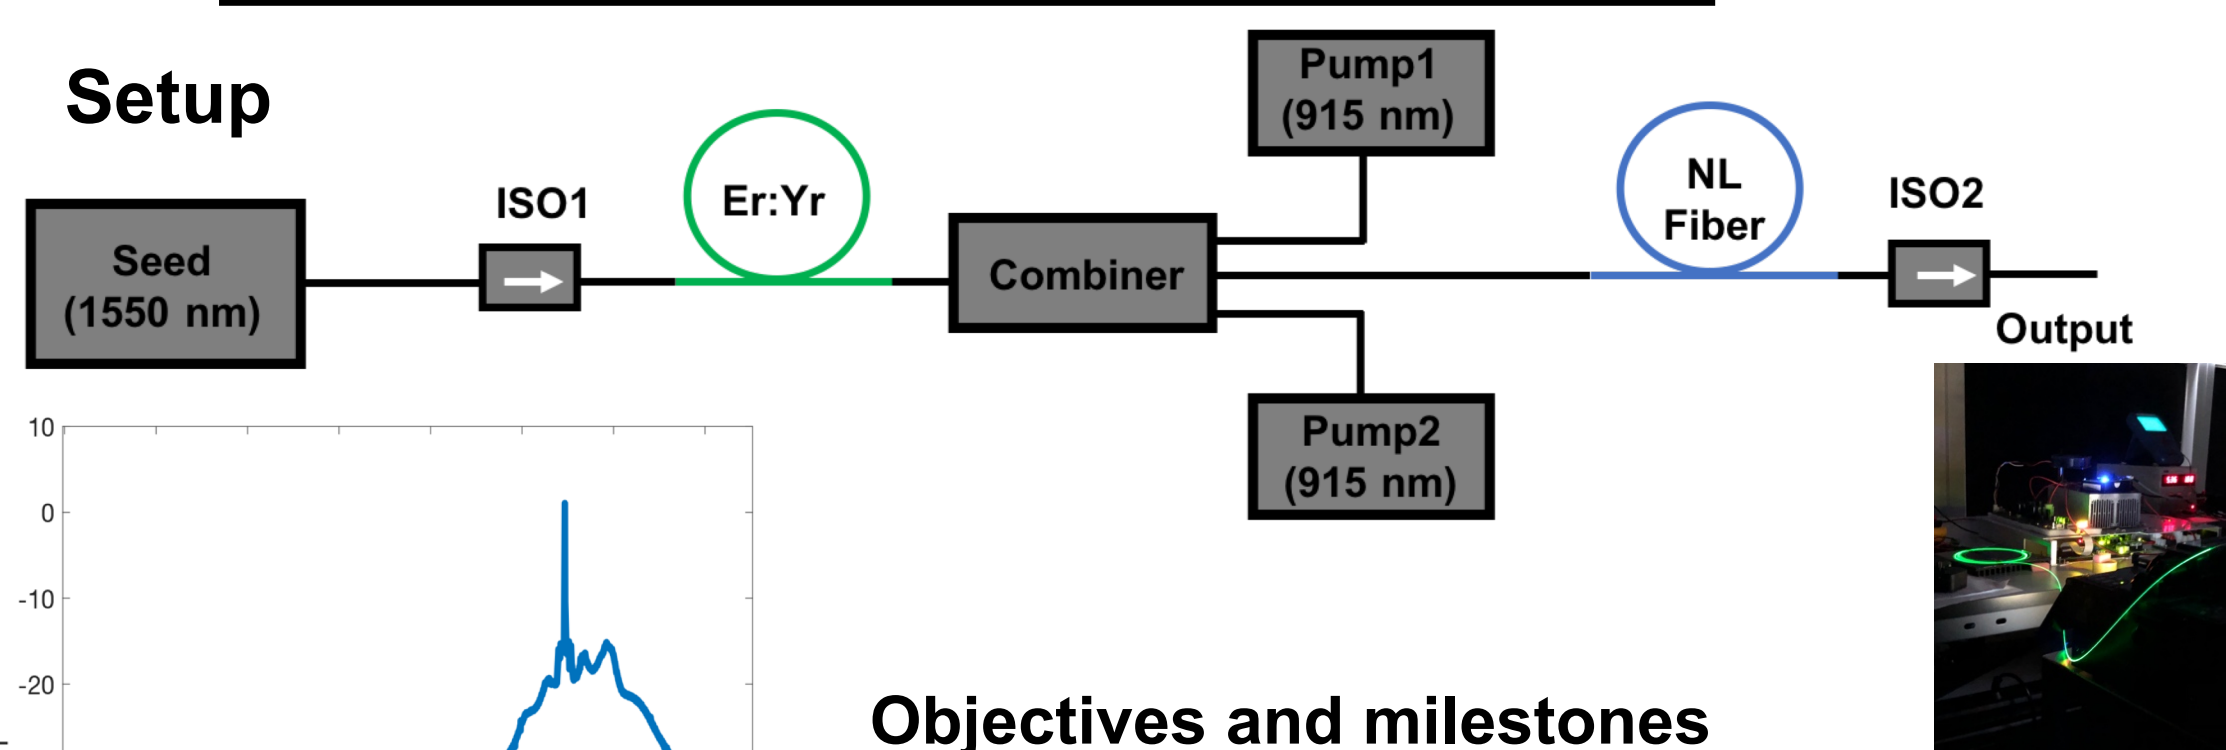 Setup
Seed
(1550 nm)
ISO1
Er:Yr
Combiner
Pump1
(915 nm)
Pump2
(915 nm)
NL
Fiber
ISO2
Output
10
0
-10
-20
Objectives and milestones